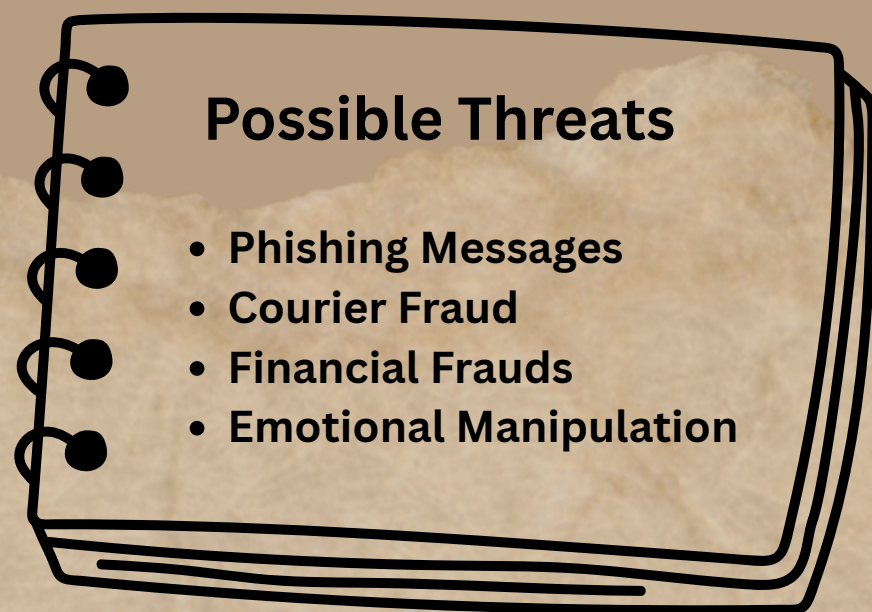 Possible Threats
• Phishing Messages
• Courier Fraud
• Financial Frauds
• Emotional Manipulation